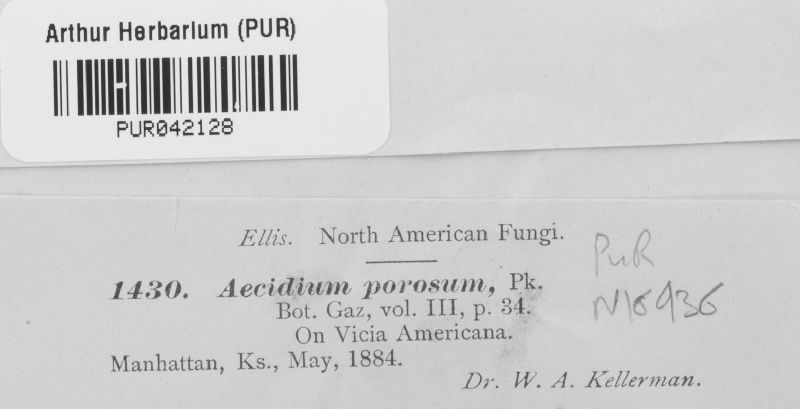 Arthur Herbarium (PUR)
PUR042128
Ellis. North American Fungi.
1430. Aecidium porosum, Pk.
Bot. Gaz, vol. III, p. 34.
On Vicia Americana.
Manhattan, Ks., May, 1884.
Dr. W. A. Kellerman.
PuR